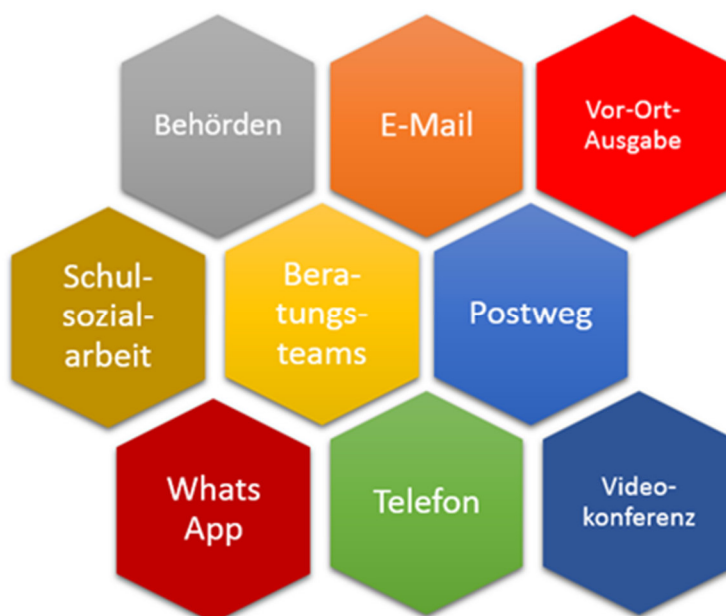 Behörden
E-Mail
Vor-Ort-
Ausgabe
Schul-
sozial-
arbeit
Bera-
tungs-
teams
Postweg
Whats
App
Telefon
Video-
konferenz